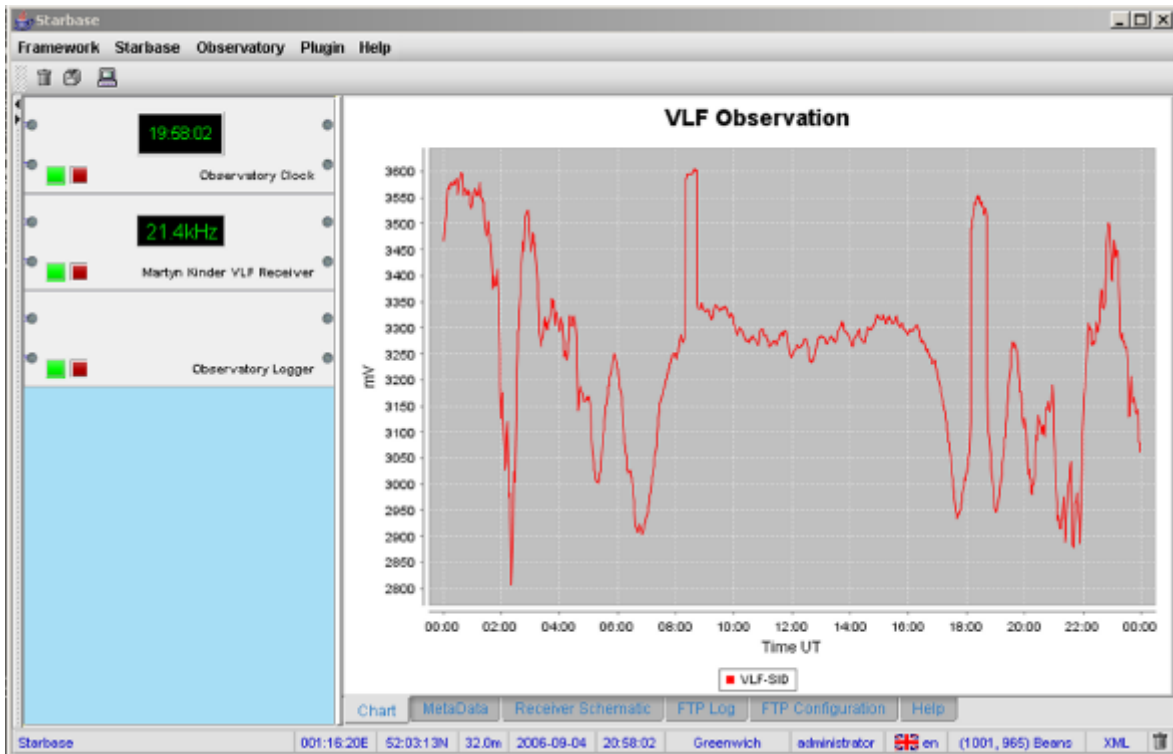 Starbase
Framework Starbase Observatory Plugin Help
19:58:02
Observatory Clock
21.4kHz
Martyn Kinder VLF Receiver
Observatory Logger
VLF Observation
mV
3600
3550
3500
3450
3400
3350
3300
3250
3200
3150
3100
3050
3000
2950
2900
2850
2800
00:00 02:00 04:00 06:00 08:00 10:00 12:00 14:00 16:00 18:00 20:00 22:00 00:00
Time UT
VLF-SID
Chart MetaData Receiver Schematic FTP Log FTP Configuration Help
Starbase 001:16:20E 52:03:13N 32.0m 2006-09-04 20:58:02 Greenwich administrator en (1001, 965) Beans XML